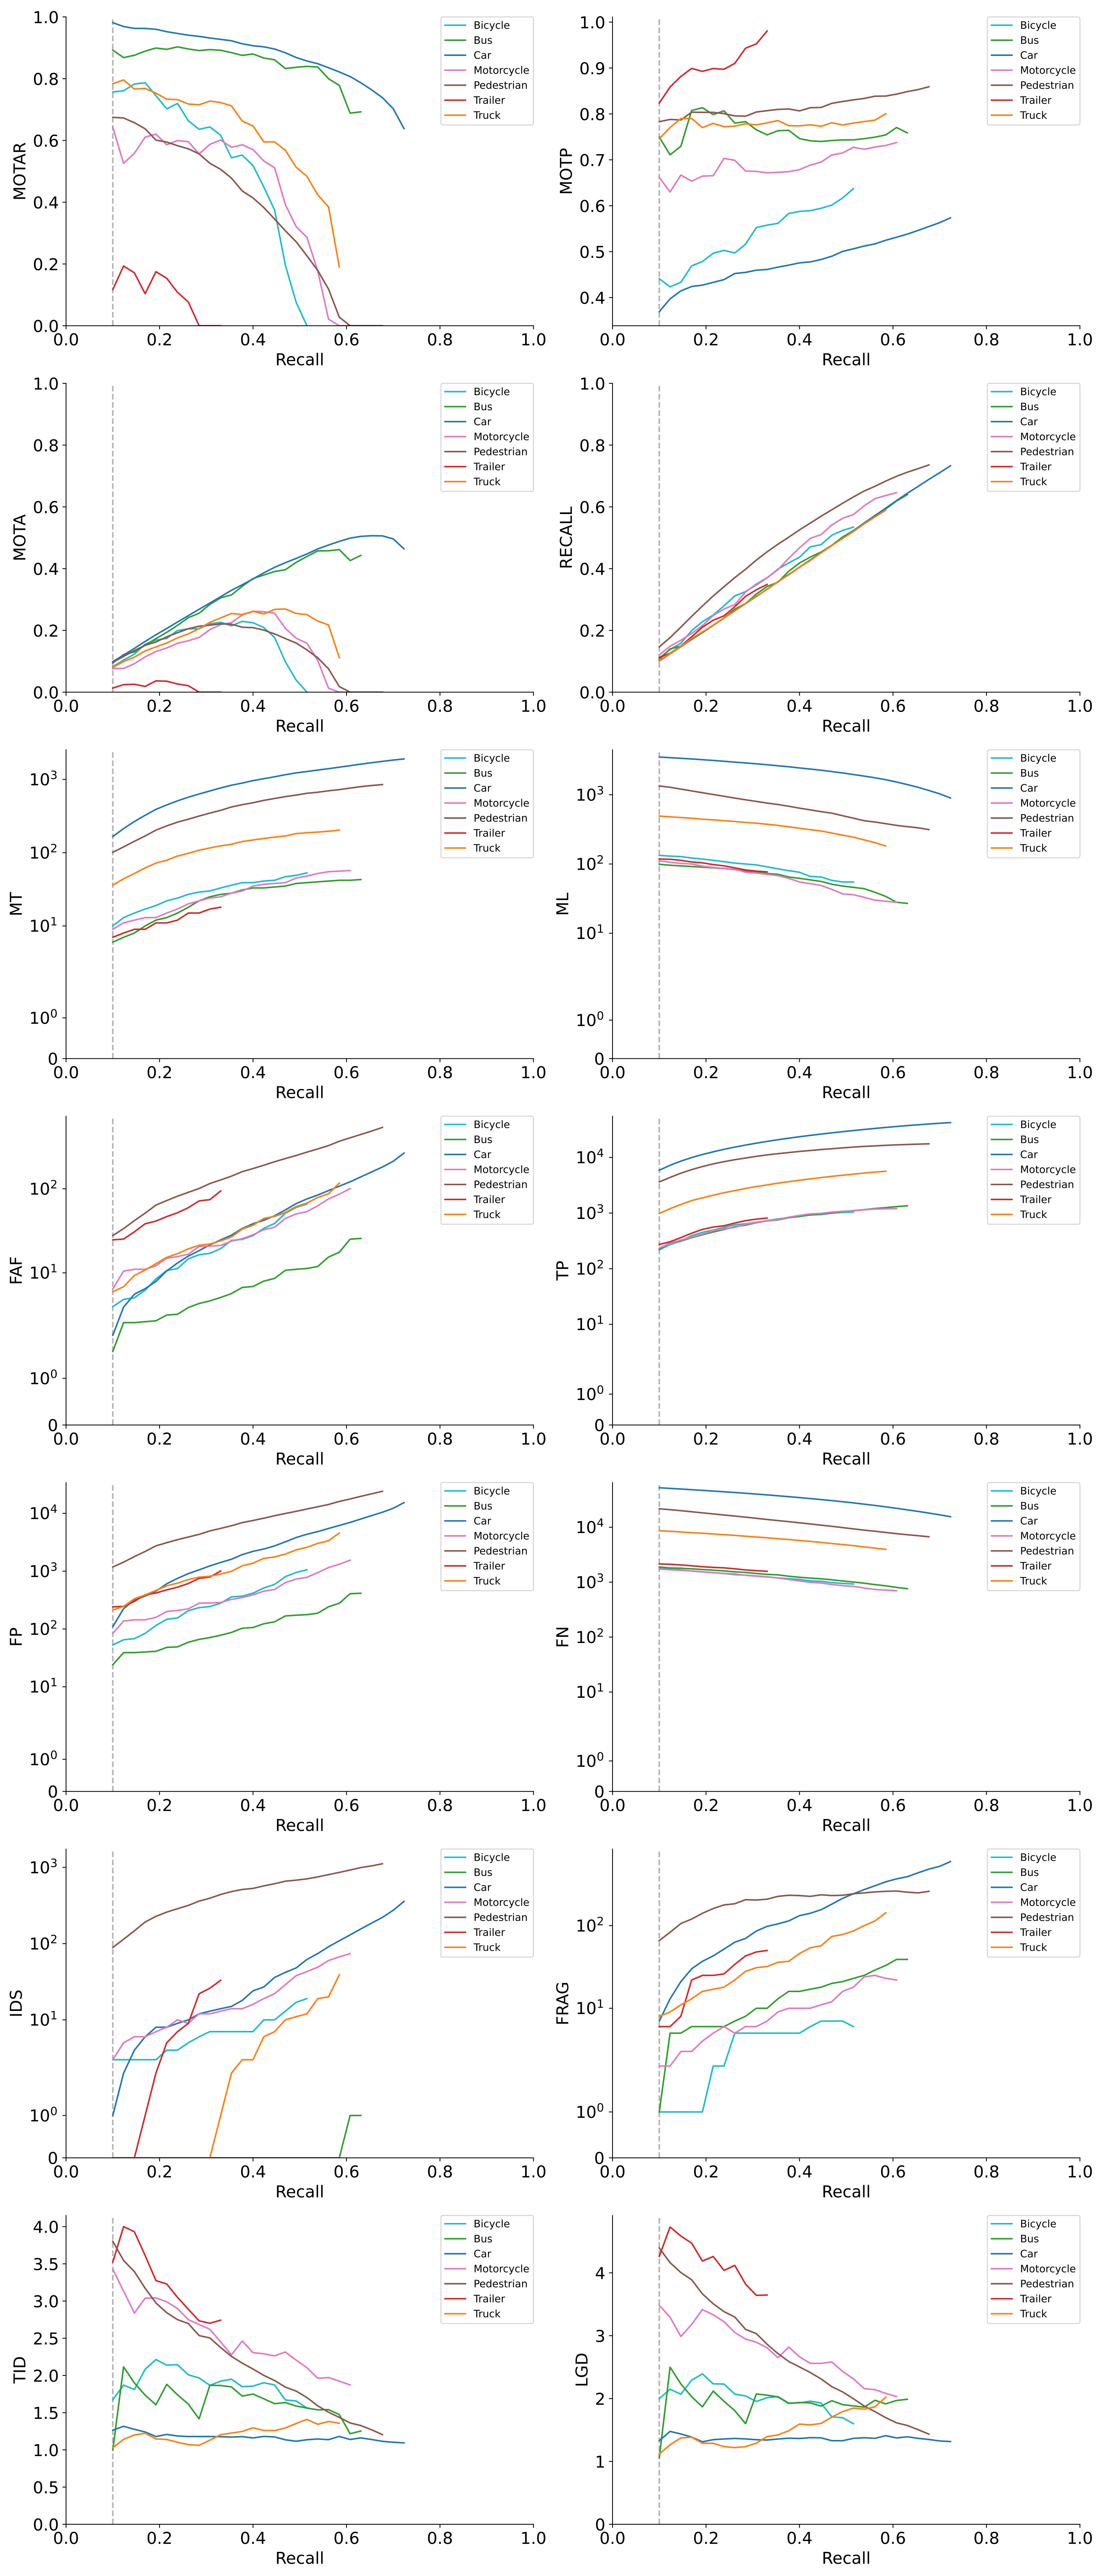 MOTAR
1.0
0.8
0.6
0.4
0.2
0.0
0.0 0.2 0.4 0.6 0.8 1.0
Recall
Bicycle
Bus
Car
Motorcycle
Pedestrian
Trailer
Truck
MOTP
1.0
0.9
0.8
0.7
0.6
0.5
0.4
0.0 0.2 0.4 0.6 0.8 1.0
Recall
Bicycle
Bus
Car
Motorcycle
Pedestrian
Trailer
Truck
MOTA
1.0
0.8
0.6
0.4
0.2
0.0
0.0 0.2 0.4 0.6 0.8 1.0
Recall
Bicycle
Bus
Car
Motorcycle
Pedestrian
Trailer
Truck
RECALL
1.0
0.8
0.6
0.4
0.2
0.0
0.0 0.2 0.4 0.6 0.8 1.0
Recall
Bicycle
Bus
Car
Motorcycle
Pedestrian
Trailer
Truck
MT
10³
10²
10¹
10⁰
0
0.0 0.2 0.4 0.6 0.8 1.0
Recall
Bicycle
Bus
Car
Motorcycle
Pedestrian
Trailer
Truck
ML
10³
10²
10¹
10⁰
0
0.0 0.2 0.4 0.6 0.8 1.0
Recall
Bicycle
Bus
Car
Motorcycle
Pedestrian
Trailer
Truck
FAF
10²
10¹
10⁰
0
0.0 0.2 0.4 0.6 0.8 1.0
Recall
Bicycle
Bus
Car
Motorcycle
Pedestrian
Trailer
Truck
TP
10⁴
10³
10²
10¹
10⁰
0
0.0 0.2 0.4 0.6 0.8 1.0
Recall
Bicycle
Bus
Car
Motorcycle
Pedestrian
Trailer
Truck
FP
10⁴
10³
10²
10¹
10⁰
0
0.0 0.2 0.4 0.6 0.8 1.0
Recall
Bicycle
Bus
Car
Motorcycle
Pedestrian
Trailer
Truck
FN
10⁴
10³
10²
10¹
10⁰
0
0.0 0.2 0.4 0.6 0.8 1.0
Recall
Bicycle
Bus
Car
Motorcycle
Pedestrian
Trailer
Truck
IDS
10³
10²
10¹
10⁰
0
0.0 0.2 0.4 0.6 0.8 1.0
Recall
Bicycle
Bus
Car
Motorcycle
Pedestrian
Trailer
Truck
FRAG
10²
10¹
10⁰
0
0.0 0.2 0.4 0.6 0.8 1.0
Recall
Bicycle
Bus
Car
Motorcycle
Pedestrian
Trailer
Truck
TID
4.0
3.5
3.0
2.5
2.0
1.5
1.0
0.5
0.0
0.0 0.2 0.4 0.6 0.8 1.0
Recall
Bicycle
Bus
Car
Motorcycle
Pedestrian
Trailer
Truck
LGD
4
3
2
1
0
0.0 0.2 0.4 0.6 0.8 1.0
Recall
Bicycle
Bus
Car
Motorcycle
Pedestrian
Trailer
Truck